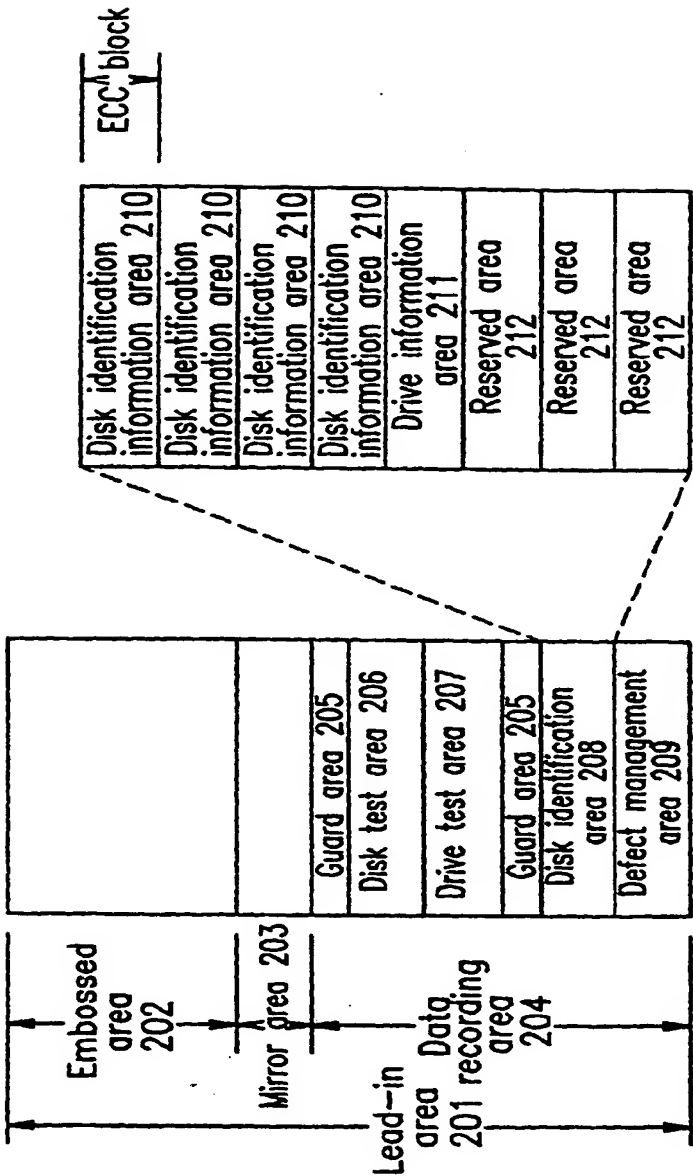 Lead-in
area
201
Embossed
area
202
Mirror area 203
Data
recording
area
204
Guard area 205
Disk test area 206
Drive test area 207
Guard area 205
Disk identification
area 208
Defect management
area 209
Disk identification
information area 210
Disk identification
information area 210
Disk identification
information area 210
Disk identification
information area 210
Drive information
area 211
Reserved area
212
Reserved area
212
Reserved area
212
ECC block